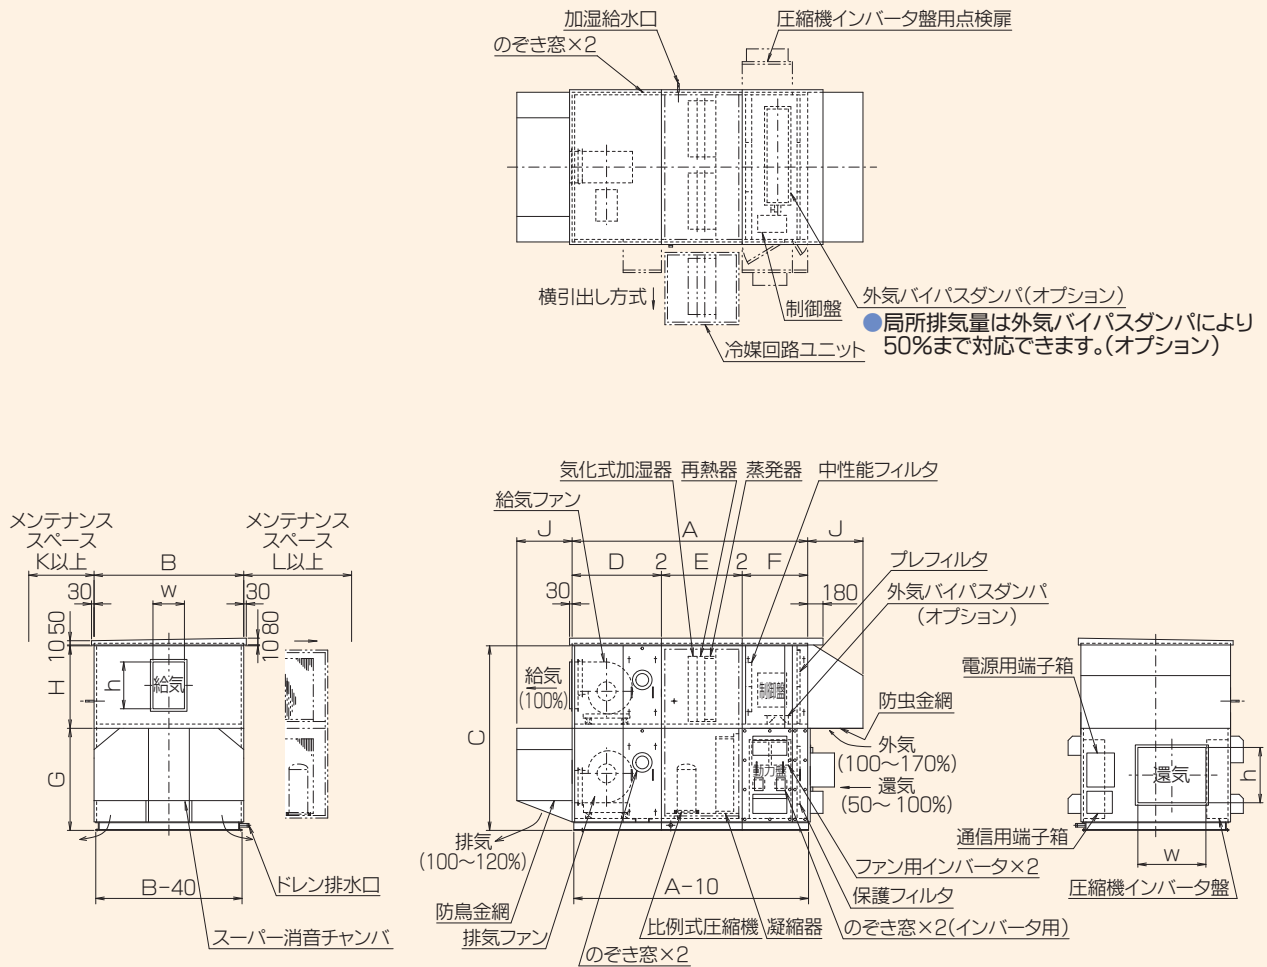 加湿給水口
圧縮機インバータ盤用点検扉
のぞき窓×2
横引出し方式
制御盤
外気バイパスダンパ(オプション)
●局所排気量は外気バイパスダンパにより
50%まで対応できます。(オプション)
冷媒回路ユニット
気化式加湿器
再熱器
蒸発器
中性能フィルタ
給気ファン
メンテナンス
スペース
K以上
B
メンテナンス
スペース
L以上
30
w
30
10 50
10 80
H
h
給気
G
B-40
ドレン排水口
スーパー消音チャンバ
J
A
J
D
2
E
2
F
30
180
プレフィルタ
外気バイパスダンパ
(オプション)
給気
(100%)
制御盤
C
防虫金網
外気
(100~170%)
動力盤
還気
(50~100%)
排気
(100~120%)
A-10
防鳥金網
排気ファン
のぞき窓×2
比例式圧縮機
凝縮器
ファン用インバータ×2
保護フィルタ
のぞき窓×2(インバータ用)
電源用端子箱
還気
h
通信用端子箱
w
圧縮機インバータ盤